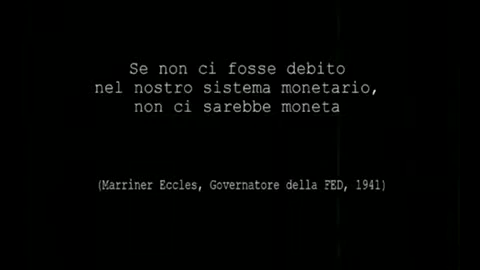 Se non ci fosse debito
nel nostro sistema monetario,
non ci sarebbe moneta
(Marriner Eccles, Governatore della FED, 1941)